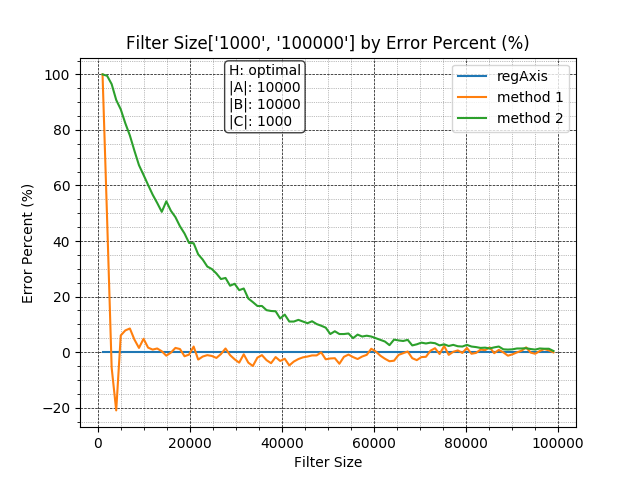 Filter Size['1000', '100000'] by Error Percent (%)
H: optimal
|A|: 10000
|B|: 10000
|C|: 1000
regAxis
method 1
method 2
Error Percent (%)
100
80
60
40
20
0
−20
0 20000 40000 60000 80000 100000
Filter Size